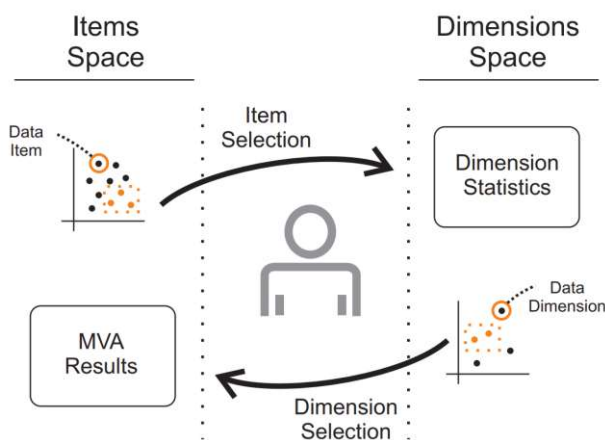 Items
Space
Dimensions
Space
Data
Item
Item
Selection
Dimension
Statistics
MVA
Results
Data
Dimension
Dimension
Selection